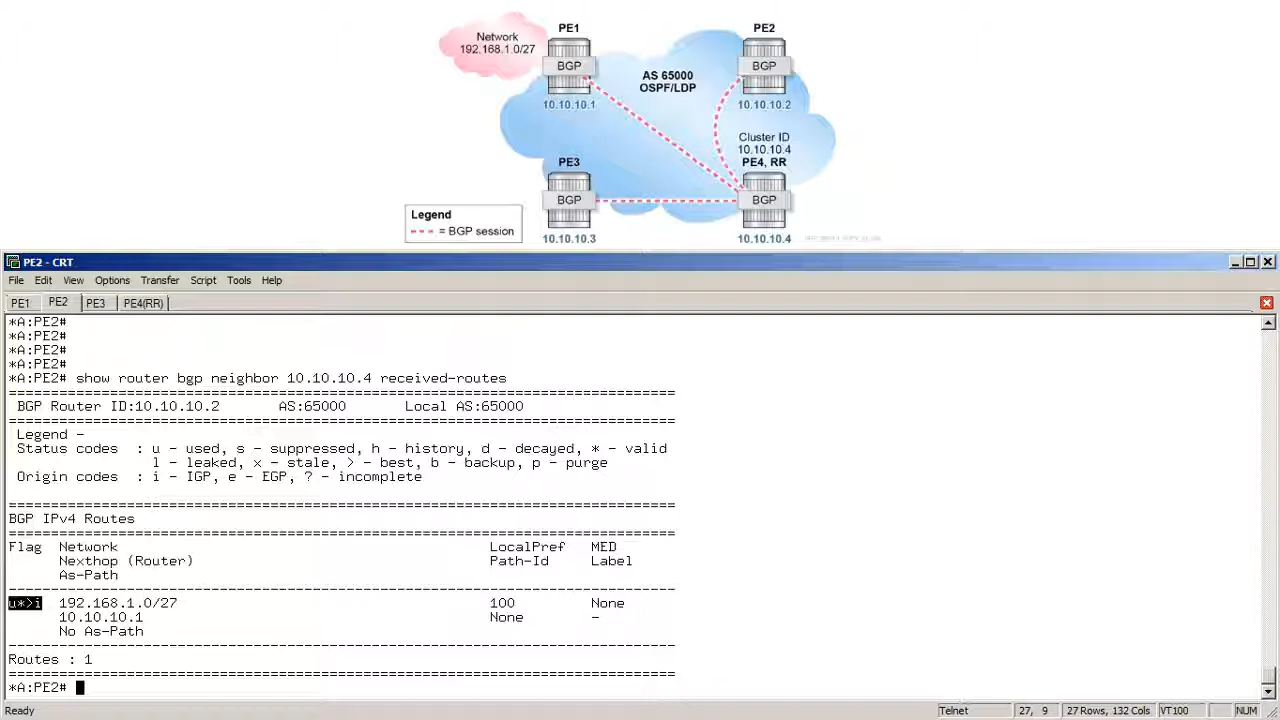 Network
192.168.1.0/27
PE1
BGP
10.10.10.1
AS 65000
OSPF/LDP
PE2
BGP
10.10.10.2
Cluster ID
10.10.10.4
PE4, RR
BGP
10.10.10.4
PE3
BGP
10.10.10.3
Legend
= BGP session
PE2 - CRT
File Edit View Options Transfer Script Tools Help
PE1 PE2 PE3 PE4(RR)
*A:PE2#
*A:PE2#
*A:PE2#
*A:PE2#
*A:PE2# show router bgp neighbor 10.10.10.4 received-routes
===============================================================================
BGP Router ID:10.10.10.2 AS:65000 Local AS:65000
===============================================================================
Legend -
Status codes : u - used, s - suppressed, h - history, d - decayed, * - valid
l - leaked, x - stale, > - best, b - backup, p - purge
Origin codes : i - IGP, e - EGP, ? - incomplete
===============================================================================
BGP IPv4 Routes
===============================================================================
Flag Network LocalPref MED
Nexthop (Router) Path-Id Label
As-Path
-------------------------------------------------------------------------------
u*>i 192.168.1.0/27 100 None
10.10.10.1 None -
No As-Path
-------------------------------------------------------------------------------
Routes : 1
===============================================================================
*A:PE2#
Ready Telnet 27, 9 27 Rows, 132 Cols VT100 NUM